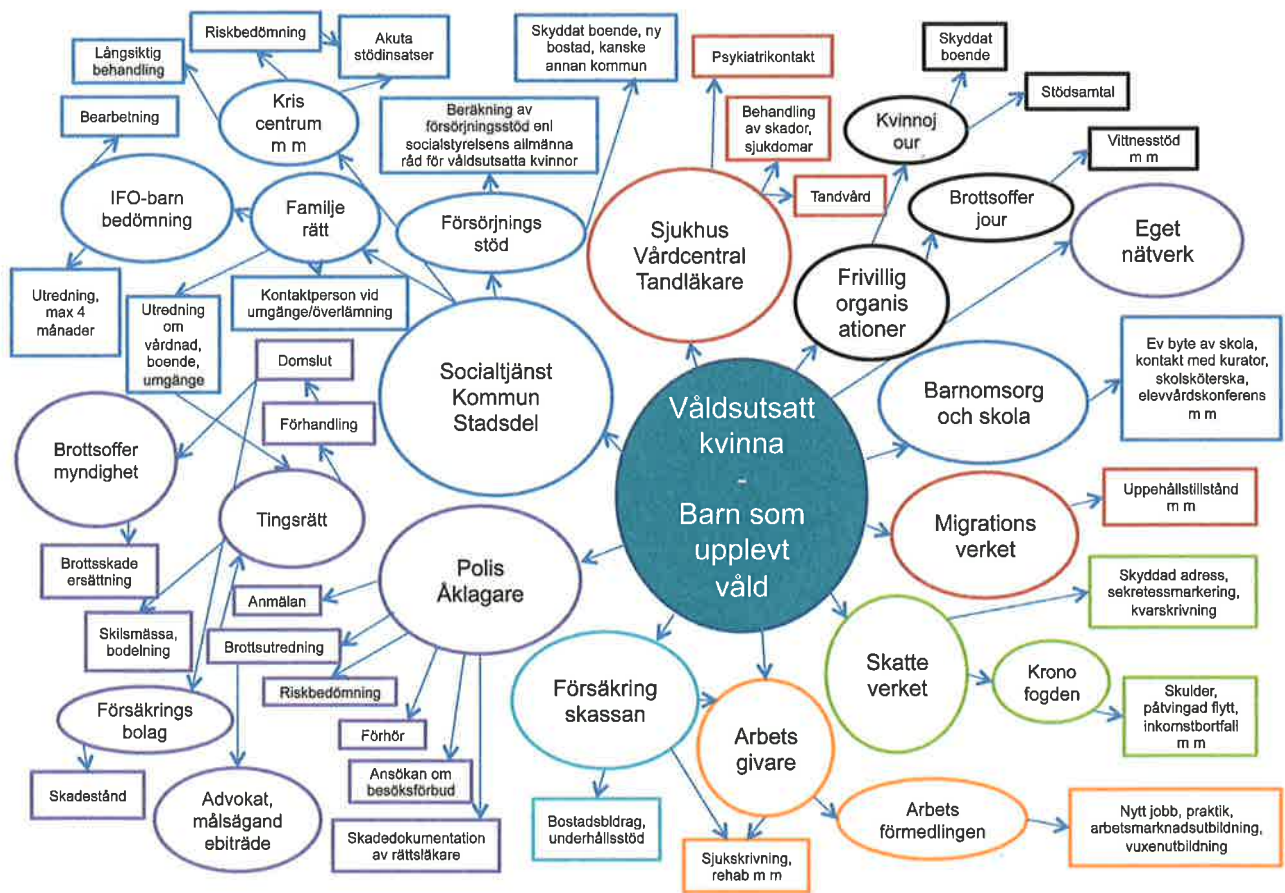 Riskbedömning
Akuta
stödinsatser
Långsiktig
behandling
Bearbetning
Kris
centrum
m m
Skyddat boende, ny
bostad, kanske
annan kommun
Psykiatrikontakt
Skyddat
boende
Stödsamtal
Beräkning av
försörjningsstöd enl
socialstyrelsens allmänna
råd för våldsutsatta kvinnor
Behandling
av skador,
sjukdomar
Tandvård
Kvinnoj
our
Vittnesstöd
m m
Brottsoffer
jour
IFO-barn
bedömning
Familje
rätt
Försörjnings
stöd
Sjukhus
Vårdcentral
Tandläkare
Frivillig
organis
ationer
Eget
nätverk
Utredning,
max 4
månader
Utredning
om
vårdnad,
boende,
umgänge
Kontaktperson vid
umgänge/överlämning
Domslut
Förhandling
Socialtjänst
Kommun
Stadsdel
Våldsutsatt
kvinna
-
Barn som
upplevt
våld
Barnomsorg
och skola
Ev byte av skola,
kontakt med kurator,
skolsköterska,
elevvårdskonferens
m m
Brottsoffer
myndighet
Tingsrätt
Migrations
verket
Uppehållstillstånd
m m
Brottsskade
ersättning
Polis
Åklagare
Anmälan
Skilsmässa,
bodelning
Brottsutredning
Riskbedömning
Skyddad adress,
sekretessmarkering,
kvarskrivning
Skatte
verket
Krono
fogden
Skulder,
påtvingad flytt,
inkomstbortfall
m m
Försäkrings
bolag
Skadestånd
Förhör
Ansökan om
besöksförbud
Advokat,
målsägand
ebiträde
Skadedokumentation
av rättsläkare
Försäkring
skassan
Arbets
givare
Bostadsbidrag,
underhållsstöd
Sjukskrivning,
rehab m m
Arbets
förmedlingen
Nytt jobb, praktik,
arbetsmarknadsutbildning,
vuxenutbildning